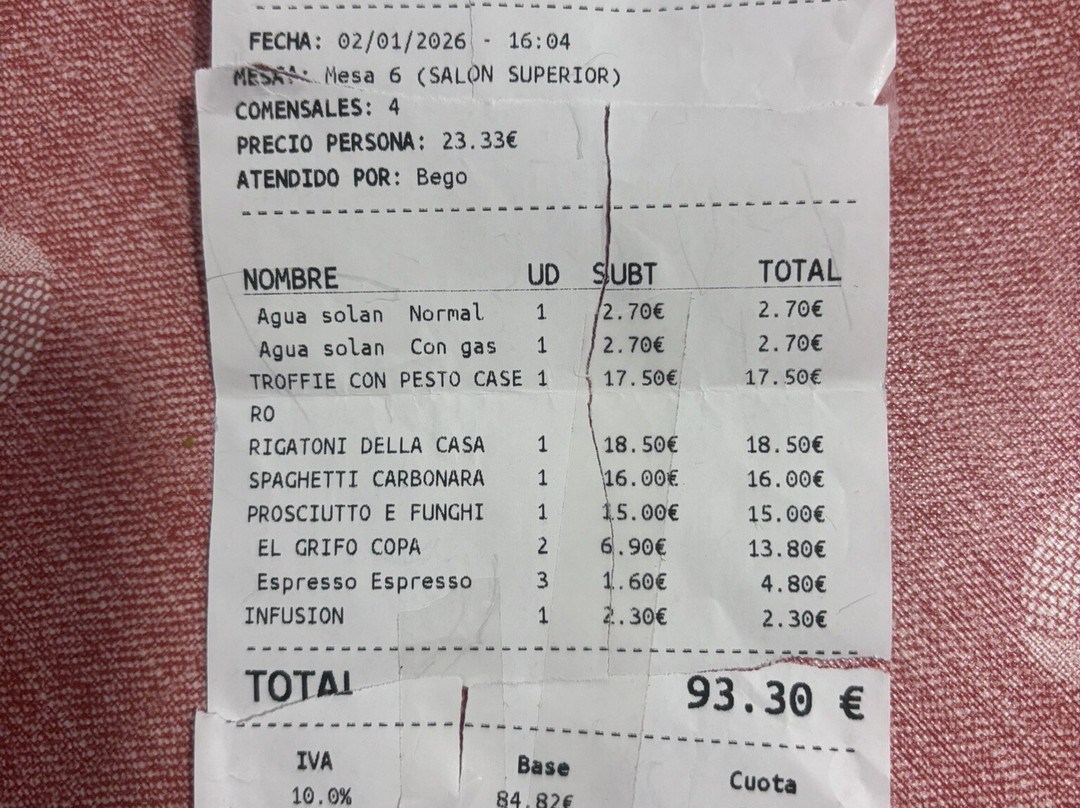 FECHA: 02/01/2026 - 16:04
MESA: Mesa 6 (SALON SUPERIOR)
COMENSALES: 4
PRECIO PERSONA: 23.33€
ATENDIDO POR: Bego
NOMBRE UD SUBT TOTAL
Agua solan Normal 1 2.70€ 2.70€
Agua solan Con gas 1 2.70€ 2.70€
TROFFIE CON PESTO CASE 1 17.50€ 17.50€
RO
RIGATONI DELLA CASA 1 18.50€ 18.50€
SPAGHETTI CARBONARA 1 16.00€ 16.00€
PROSCIUTTO E FUNGHI 1 15.00€ 15.00€
EL GRIFO COPA 2 6.90€ 13.80€
Espresso Espresso 3 1.60€ 4.80€
INFUSION 1 2.30€ 2.30€
TOTAL 93.30 €
IVA Base Cuota
10.0% 84.82€